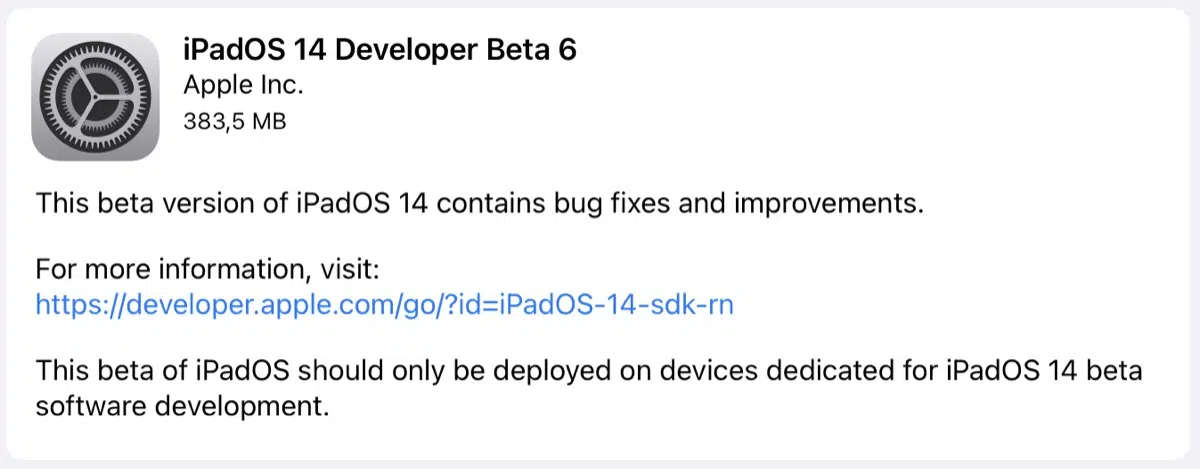 iPadOS 14 Developer Beta 6
Apple Inc.
383,5 MB
This beta version of iPadOS 14 contains bug fixes and improvements.
For more information, visit:
https://developer.apple.com/go/?id=iPadOS-14-sdk-rn
This beta of iPadOS should only be deployed on devices dedicated for iPadOS 14 beta
software development.